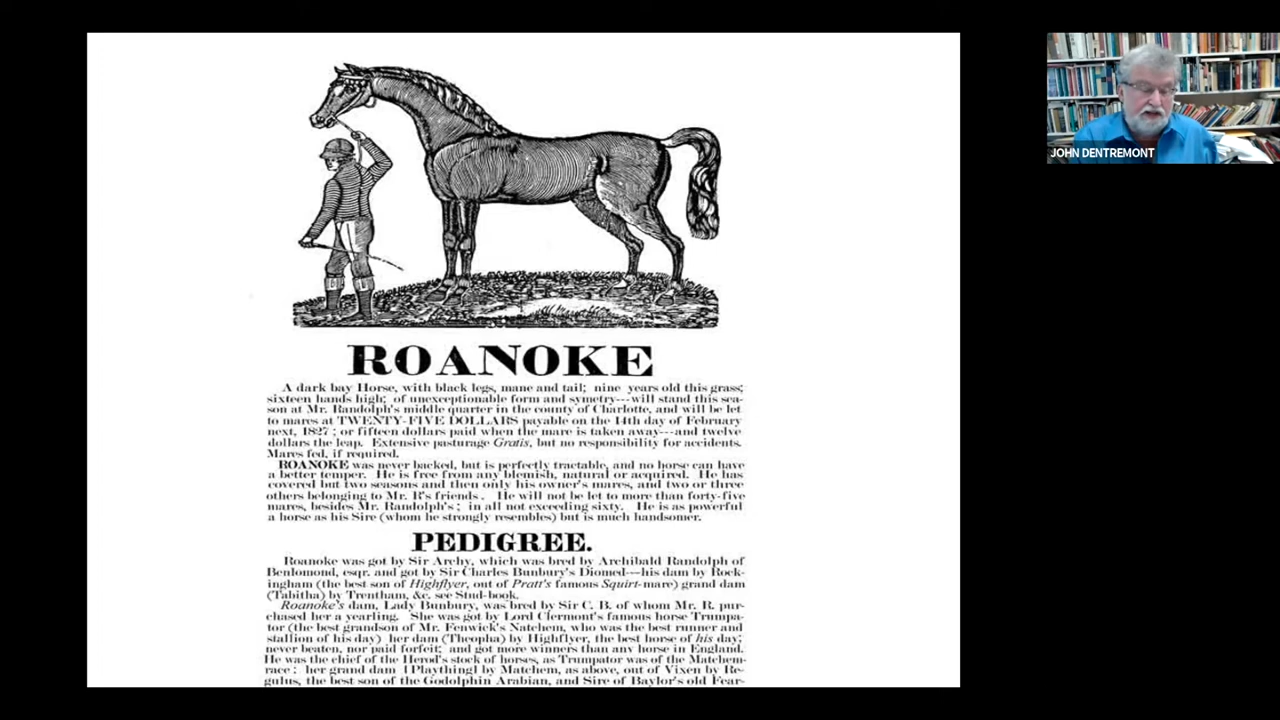 ROANOKE
A dark bay Horse, with black legs, mane and tail; nine years old this grass;
sixteen hands high; of unexceptionable form and symetry---will stand this sea-
son at Mr. Randolph's middle quarter in the county of Charlotte, and will be let
to mares at TWENTY-FIVE DOLLARS payable on the 14th day of February
next, 1827; or fifteen dollars paid when the mare is taken away---and twelve
dollars the leap. Extensive pasturage Gratis, but no responsibility for accidents.
Mares fed, if required.
ROANOKE was never backed, but is perfectly tractable, and no horse can have
a better temper. He is free from any blemish, natural or acquired. He has
covered but two seasons and then only his owner's mares, and two or three
others belonging to Mr. R's friends. He will not be let to more than forty-five
mares, besides Mr. Randolph's; in all not exceeding sixty. He is as powerful
a horse as his Sire (whom he strongly resembles) but is much handsomer.
PEDIGREE.
Roanoke was got by Sir Archy, which was bred by Archibald Randolph of
Benlomond, esqr. and got by Sir Charles Bunbury's Diomed---his dam by Rock-
ingham (the best son of Highflyer, out of Pratt's famous Squirt-mare) grand dam
(Tabitha) by Trentham, &c. see Stud-book.
Roanoke's dam, Lady Bunbury, was bred by Sir C. B. of whom Mr. R. pur-
chased her a yearling. She was got by Lord Clermont's famous horse Trumpa-
tor (the best grandson of Mr. Fenwick's Natchem, who was the best runner and
stallion of his day) her dam (Theopha) by Highflyer, the best horse of his day;
never beaten, nor paid forfeit; and got more winners than any horse in England.
He was the chief of the Herod's stock of horses, as Trumpator was of the Matchem-
race; her grand dam (Plaything) by Matchem, as above, out of Vixen by Re-
gulus, the best son of the Godolphin Arabian, and Sire of Baylor's old Fear-
JOHN DENTREMONT